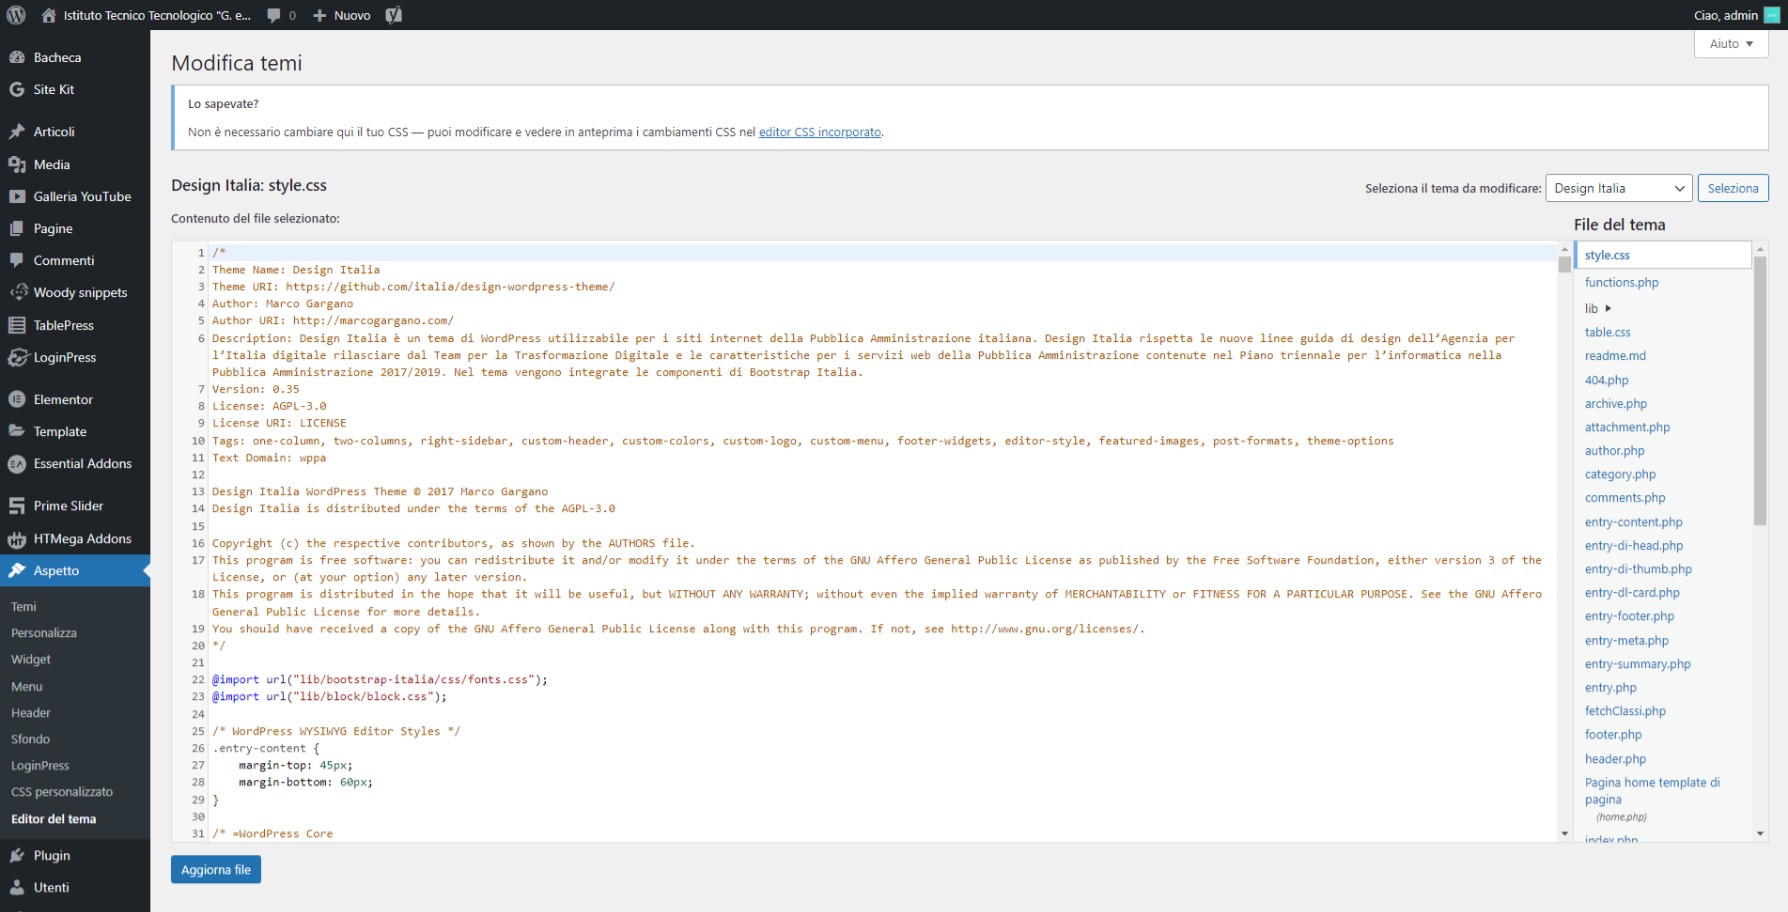 Istituto Tecnico Tecnologico "G. e...
0
Nuovo
Ciao, admin
Aiuto
Bacheca
Site Kit
Articoli
Media
Galleria YouTube
Pagine
Commenti
Woody snippets
TablePress
LoginPress
Elementor
Template
Essential Addons
Prime Slider
HTMega Addons
Aspetto
Temi
Personalizza
Widget
Menu
Header
Sfondo
LoginPress
CSS personalizzato
Editor del tema
Plugin
Utenti
Modifica temi
Lo sapevate?
Non è necessario cambiare qui il tuo CSS — puoi modificare e vedere in anteprima i cambiamenti CSS nel editor CSS incorporato.
Design Italia: style.css
Seleziona il tema da modificare: Design Italia Seleziona
Contenuto del file selezionato:
1 /*
2 Theme Name: Design Italia
3 Theme URI: https://github.com/italia/design-wordpress-theme/
4 Author: Marco Gargano
5 Author URI: http://marcogargano.com/
6 Description: Design Italia è un tema di WordPress utilizzabile per i siti internet della Pubblica Amministrazione italiana. Design Italia rispetta le nuove linee guida di design dell’Agenzia per
l’Italia digitale rilasciare dal Team per la Trasformazione Digitale e le caratteristiche per i servizi web della Pubblica Amministrazione contenute nel Piano triennale per l’informatica nella
Pubblica Amministrazione 2017/2019. Nel tema vengono integrate le componenti di Bootstrap Italia.
7 Version: 0.35
8 License: AGPL-3.0
9 License URI: LICENSE
10 Tags: one-column, two-columns, right-sidebar, custom-header, custom-colors, custom-logo, custom-menu, footer-widgets, editor-style, featured-images, post-formats, theme-options
11 Text Domain: wppa
12
13 Design Italia WordPress Theme © 2017 Marco Gargano
14 Design Italia is distributed under the terms of the AGPL-3.0
15
16 Copyright (c) the respective contributors, as shown by the AUTHORS file.
17 This program is free software: you can redistribute it and/or modify it under the terms of the GNU Affero General Public License as published by the Free Software Foundation, either version 3 of the
License, or (at your option) any later version.
18 This program is distributed in the hope that it will be useful, but WITHOUT ANY WARRANTY; without even the implied warranty of MERCHANTABILITY or FITNESS FOR A PARTICULAR PURPOSE. See the GNU Affero
General Public License for more details.
19 You should have received a copy of the GNU Affero General Public License along with this program. If not, see http://www.gnu.org/licenses/.
20 */
21
22 @import url("lib/bootstrap-italia/css/fonts.css");
23 @import url("lib/block/block.css");
24
25 /* WordPress WYSIWYG Editor Styles */
26 .entry-content {
27 margin-top: 45px;
28 margin-bottom: 60px;
29 }
30
31 /* =WordPress Core
File del tema
style.css
functions.php
lib
table.css
readme.md
404.php
archive.php
attachment.php
author.php
category.php
comments.php
entry-content.php
entry-di-head.php
entry-di-thumb.php
entry-dl-card.php
entry-footer.php
entry-meta.php
entry-summary.php
entry.php
fetchClassi.php
footer.php
header.php
Pagina home template di
pagina
(home.php)
index.php
Aggiorna file